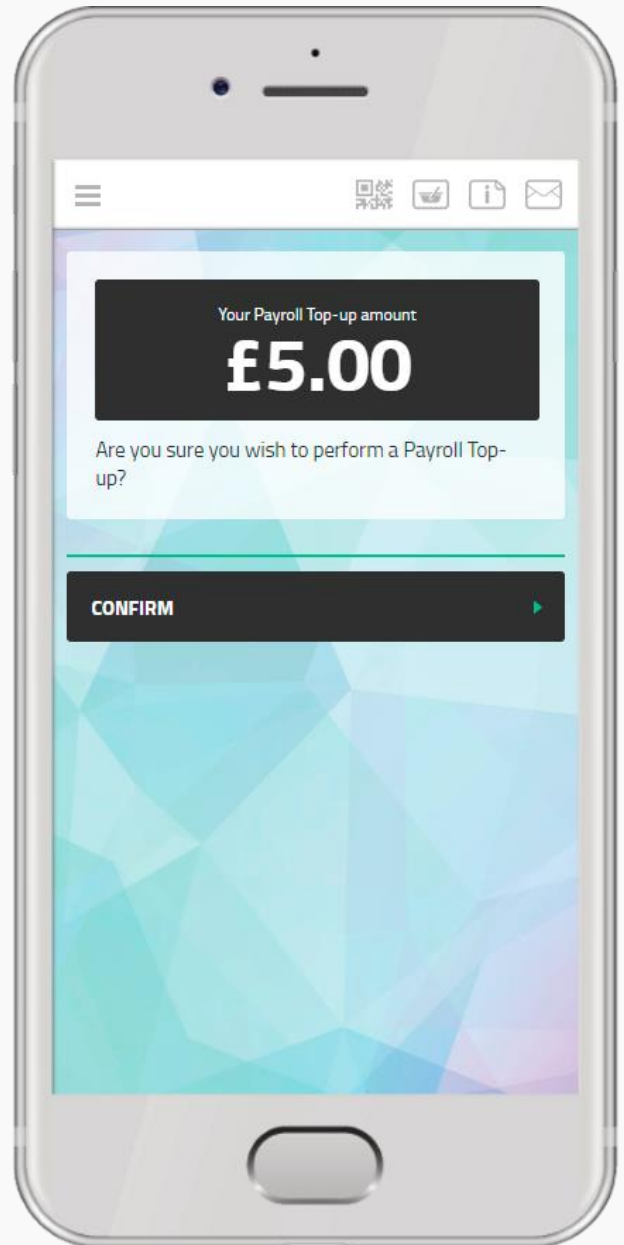 Your Payroll Top-up amount
£5.00
Are you sure you wish to perform a Payroll Top-
up?
CONFIRM